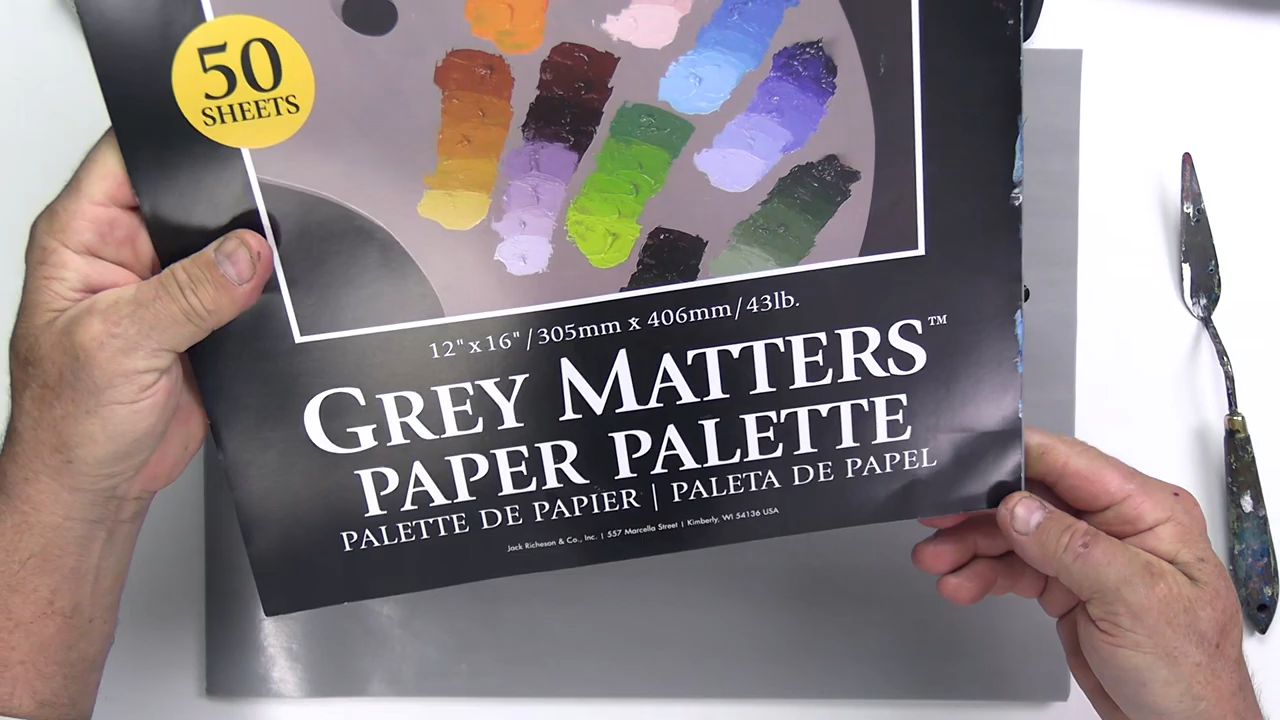 50
SHEETS
12" x 16" / 305mm x 406mm / 43lb.
GREY MATTERS™
PAPER PALETTE
PALETTE DE PAPIER | PALETA DE PAPEL
Jack Richeson & Co., Inc. | 557 Marcella Street | Kimberly, WI 54136 USA